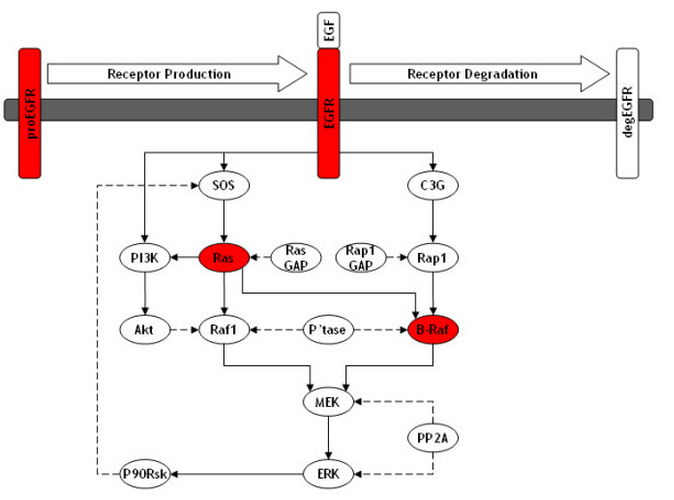 EGF
Receptor Production
Receptor Degradation
proEGFR
EGFR
degEGFR
SOS
C3G
PI3K
Ras
Ras
GAP
Rap1
GAP
Rap1
Akt
Raf1
P'tase
B-Raf
MEK
PP2A
P90Rsk
ERK